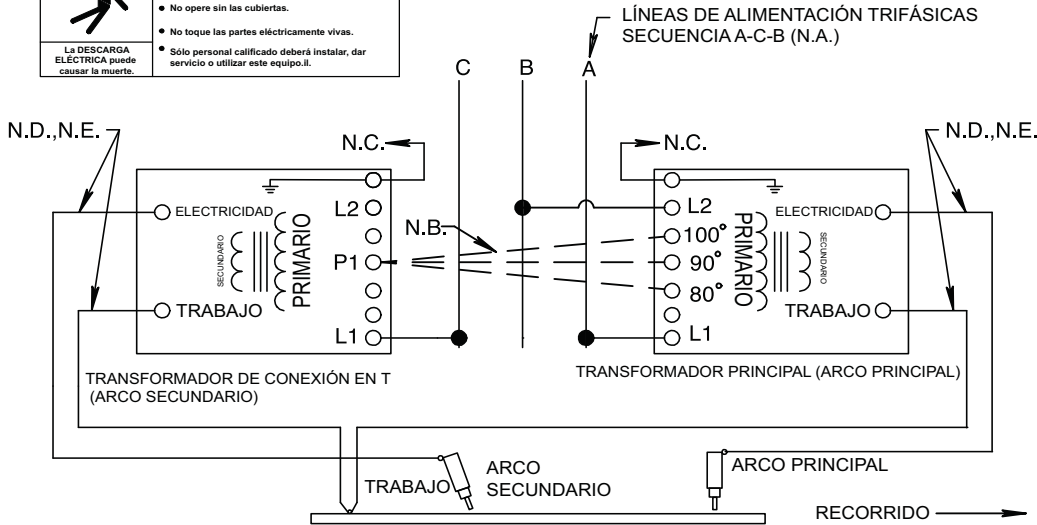 • No opere sin las cubiertas.
• No toque las partes eléctricamente vivas.
• Sólo personal calificado deberá instalar, dar
servicio o utilizar este equipo.il.
La DESCARGA
ELÉCTRICA puede
causar la muerte.
LÍNEAS DE ALIMENTACIÓN TRIFÁSICAS
SECUENCIA A-C-B (N.A.)
C
B
A
N.D.,N.E.
N.C.
N.C.
N.D.,N.E.
ELECTRICIDAD
L2
SECUNDARIO
PRIMARIO
P1
TRABAJO
L1
N.B.
L2
100°
90°
80°
L1
PRIMARIO
SECUNDARIO
ELECTRICIDAD
TRABAJO
TRANSFORMADOR DE CONEXIÓN EN T
(ARCO SECUNDARIO)
TRANSFORMADOR PRINCIPAL (ARCO PRINCIPAL)
TRABAJO
ARCO
SECUNDARIO
ARCO PRINCIPAL
RECORRIDO